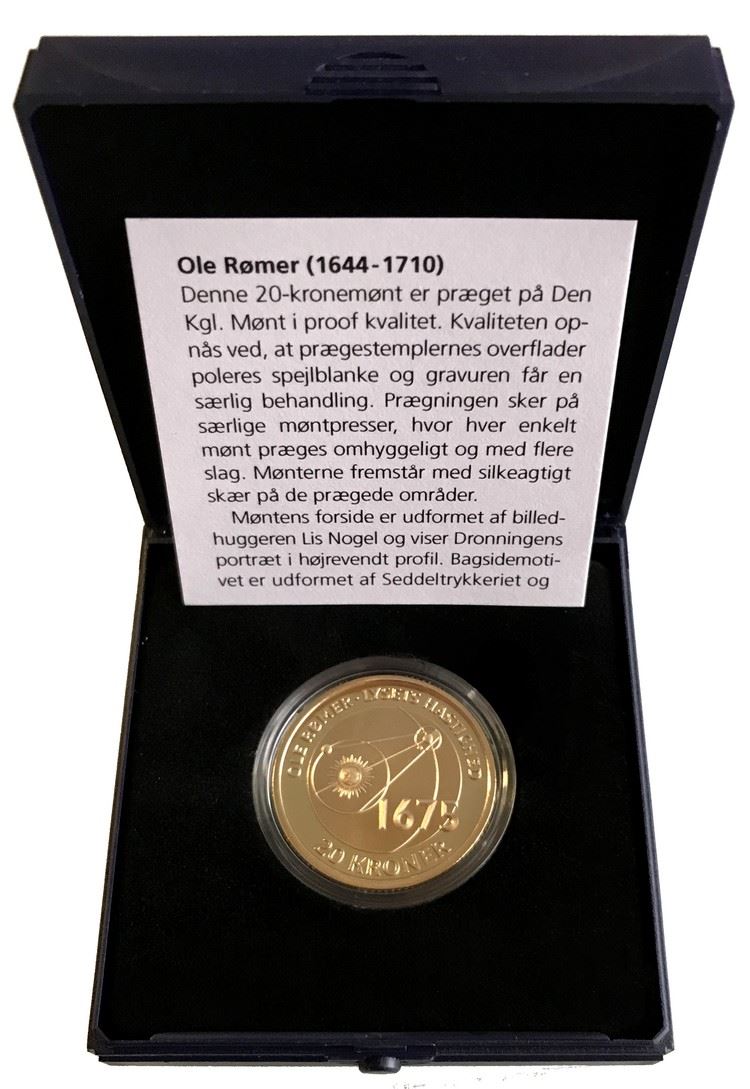 Ole Rømer (1644-1710)
Denne 20-kronemønt er præget på Den
Kgl. Mønt i proof kvalitet. Kvaliteten op-
nås ved, at prægestemplernes overflader
poleres spejlblanke og gravuren får en
særlig behandling. Prægningen sker på
særlige møntpresser, hvor hver enkelt
mønt præges omhyggeligt og med flere
slag. Mønterne fremstår med silkeagtigt
skær på de prægede områder.
Møntens forside er udformet af billed-
huggeren Lis Nogel og viser Dronningens
portræt i højrevendt profil. Bagsidemoti-
vet er udformet af Seddeltrykkeriet og
OLE RØMER · LYSETS HASTIGHED
1675
20 KRONER